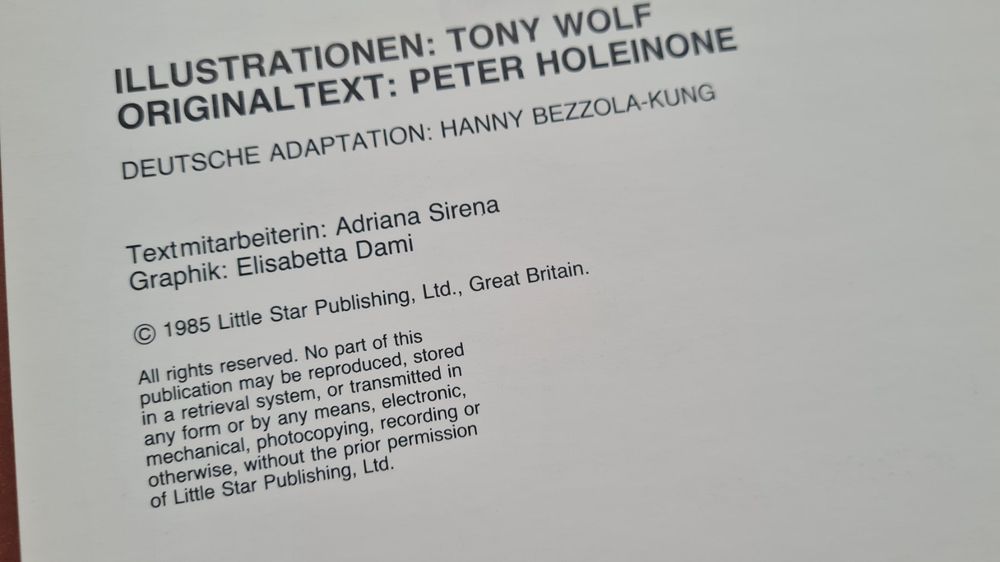 ILLUSTRATIONEN: TONY WOLF
ORIGINALTEXT: PETER HOLEINONE
DEUTSCHE ADAPTATION: HANNY BEZZOLA-KUNG
Textmitarbeiterin: Adriana Sirena
Graphik: Elisabetta Dami
© 1985 Little Star Publishing, Ltd., Great Britain.
All rights reserved. No part of this
publication may be reproduced, stored
in a retrieval system, or transmitted in
any form or by any means, electronic,
mechanical, photocopying, recording or
otherwise, without the prior permission
of Little Star Publishing, Ltd.